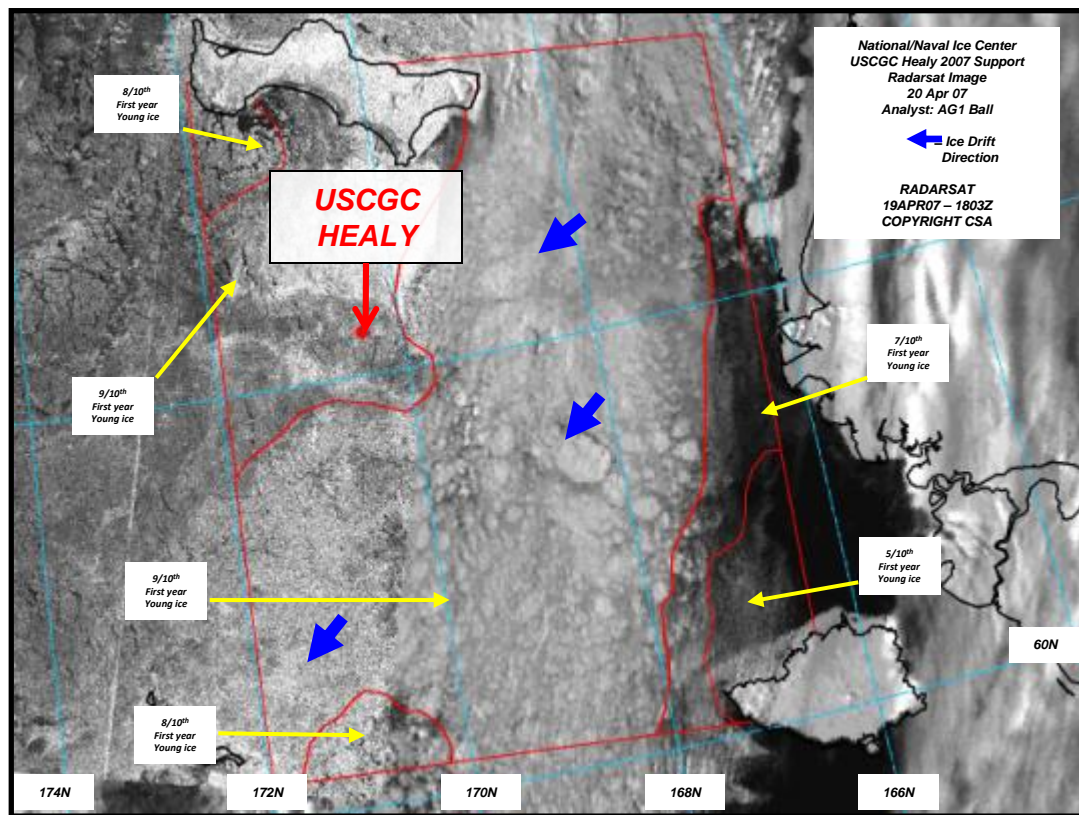 National/Naval Ice Center
USCGC Healy 2007 Support
Radarsat Image
20 Apr 07
Analyst: AG1 Ball
= Ice Drift
Direction
RADARSAT
19APR07 – 1803Z
COPYRIGHT CSA
8/10th
First year
Young ice
USCGC
HEALY
9/10th
First year
Young ice
7/10th
First year
Young ice
9/10th
First year
Young ice
5/10th
First year
Young ice
60N
8/10th
First year
Young ice
174N
172N
170N
168N
166N